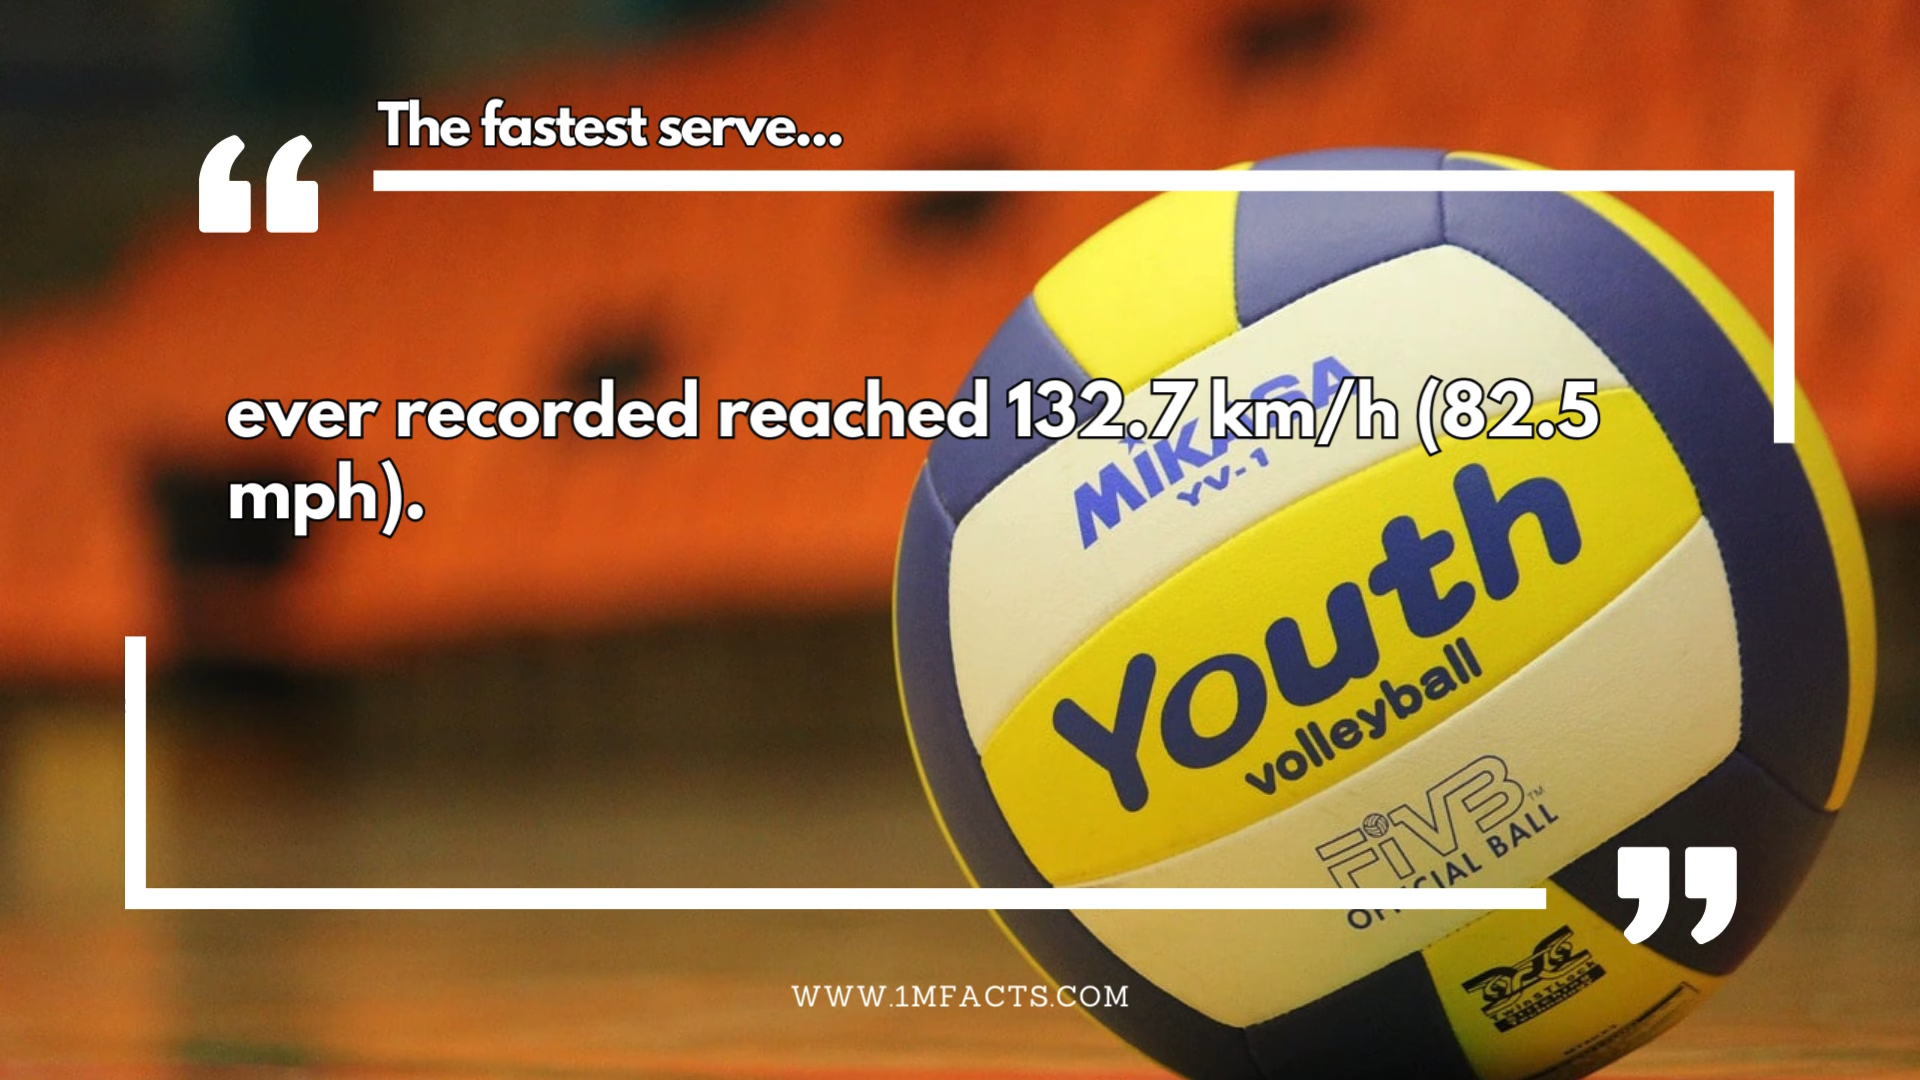 The fastest serve...
ever recorded reached 132.7 km/h (82.5
mph).
MIKASA
YV-1
Youth
volleyball
FiVB™
OFFICIAL BALL
WWW.1MFACTS.COM